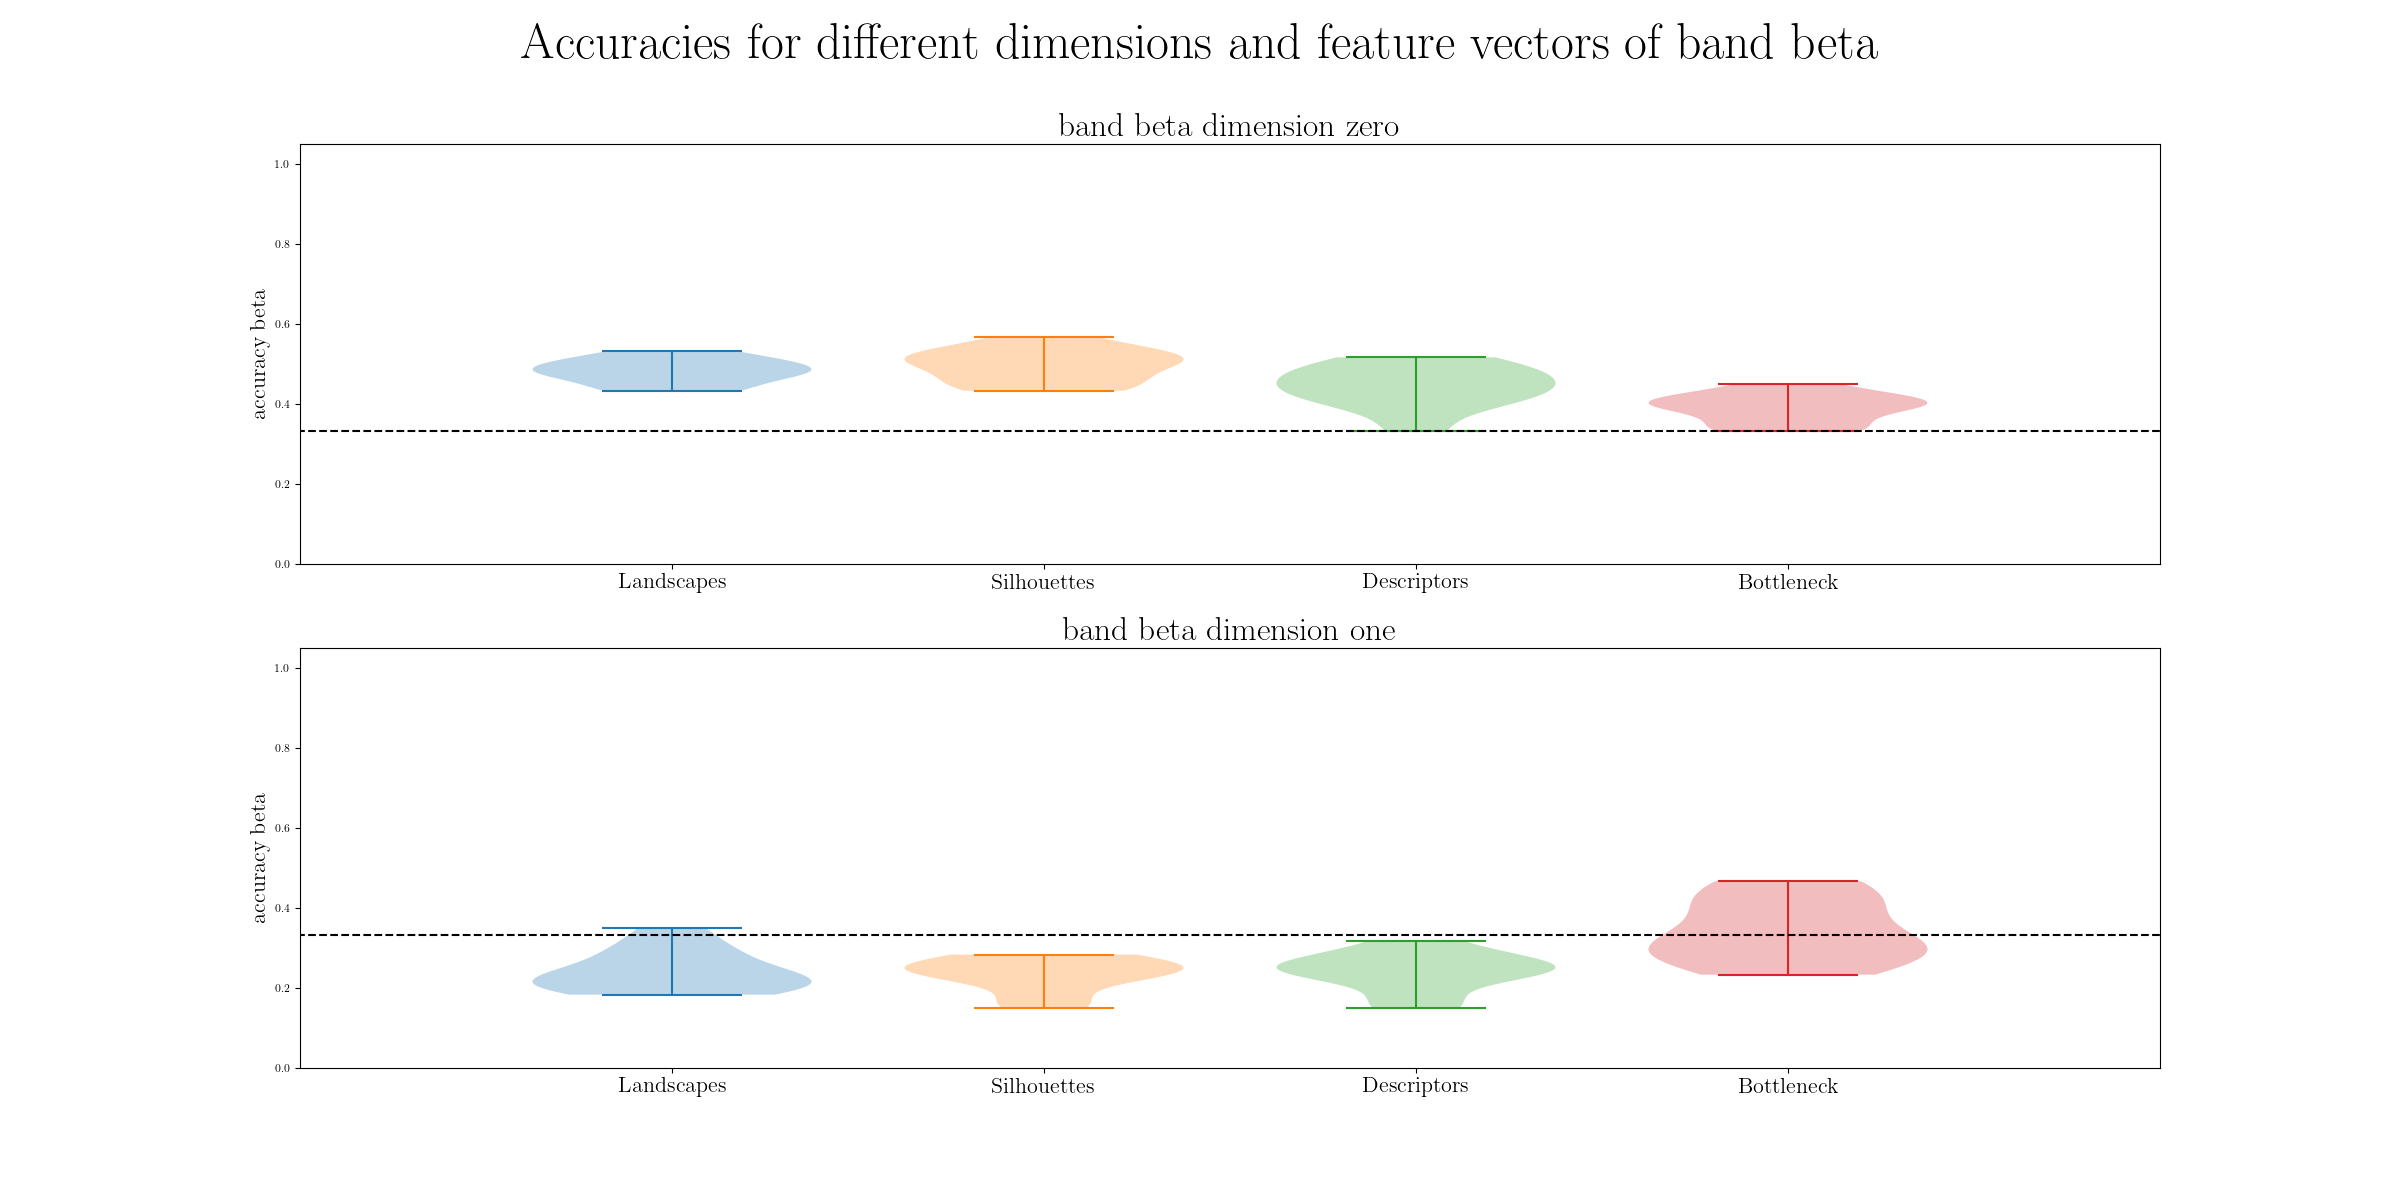 Accuracies for different dimensions and feature vectors of band beta
band beta dimension zero
1.0
0.8
0.6
0.4
0.2
0.0
accuracy beta
Landscapes Silhouettes Descriptors Bottleneck
band beta dimension one
1.0
0.8
0.6
0.4
0.2
0.0
accuracy beta
Landscapes Silhouettes Descriptors Bottleneck